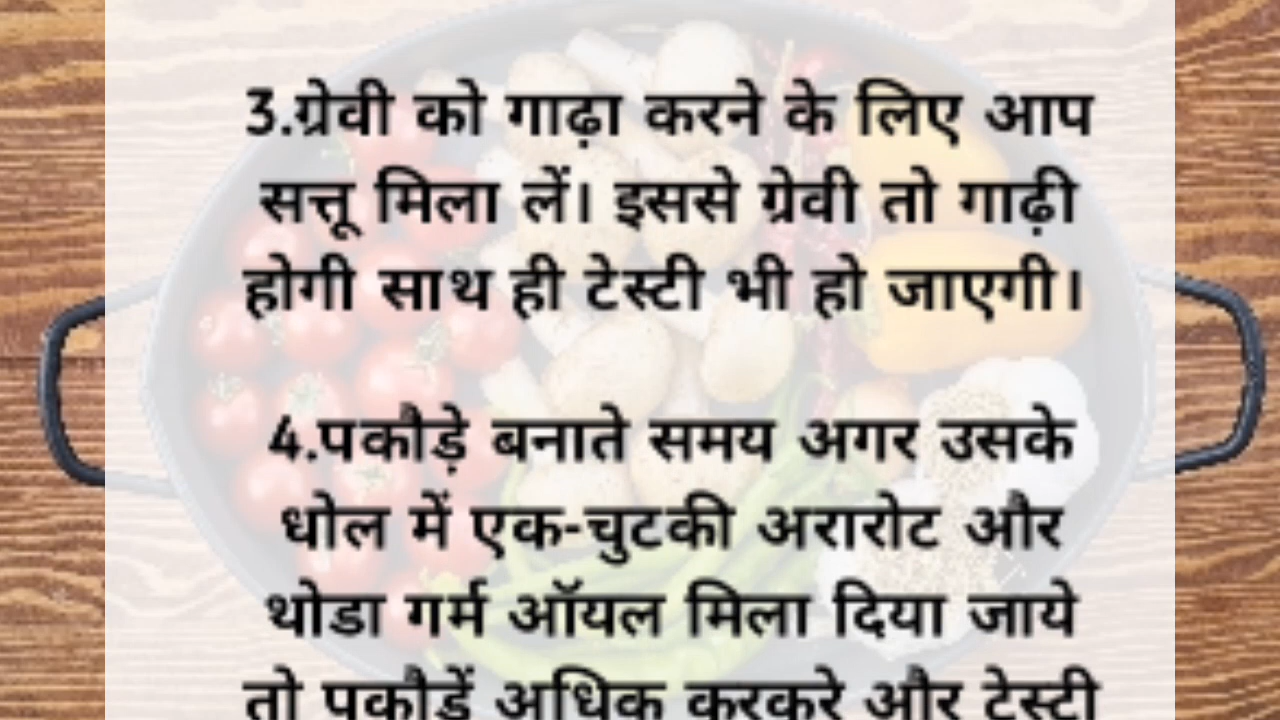 3.ग्रेवी को गाढ़ा करने के लिए आप
सत्तू मिला लें। इससे ग्रेवी तो गाढ़ी
होगी साथ ही टेस्टी भी हो जाएगी।
4.पकौड़े बनाते समय अगर उसके
धोल में एक-चुटकी अरारोट और
थोडा गर्म ऑयल मिला दिया जाये
तो पकौड़ें अधिक करकरे और टेस्टी